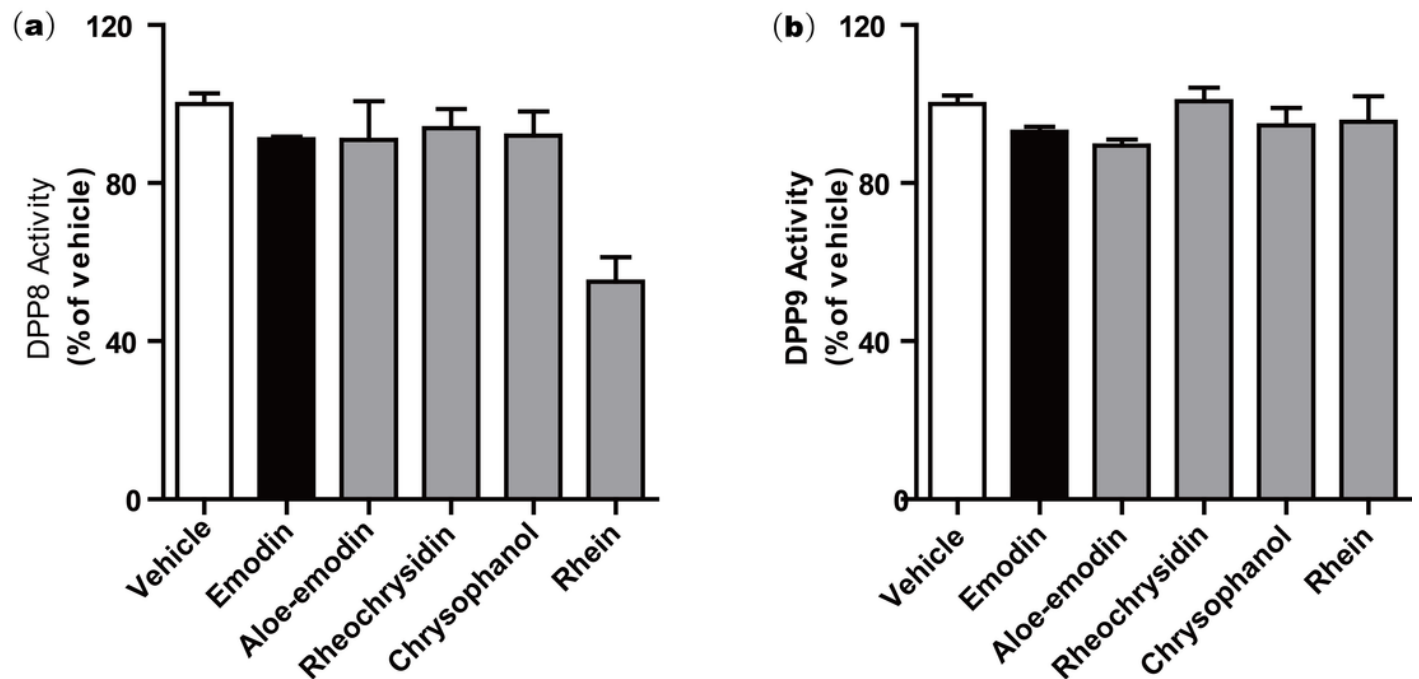 (a)
DPP8 Activity
(% of vehicle)
120
80
40
0
Vehicle
Emodin
Aloe-emodin
Rheochrysidin
Chrysophanol
Rhein
(b)
DPP9 Activity
(% of vehicle)
120
80
40
0
Vehicle
Emodin
Aloe-emodin
Rheochrysidin
Chrysophanol
Rhein